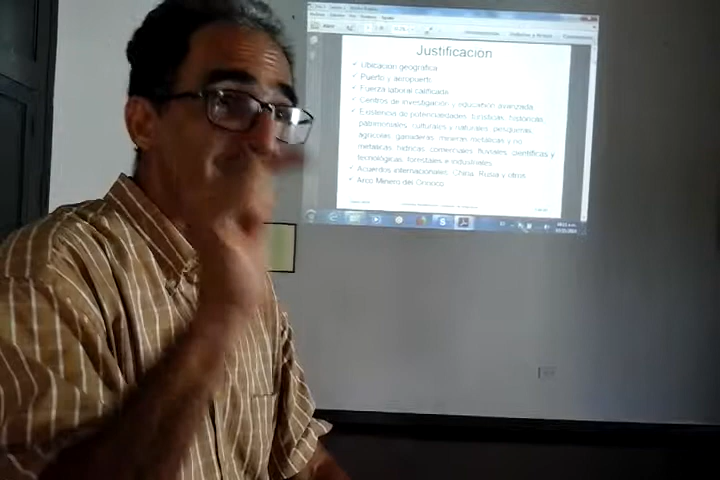 Justificación
✓ Ubicación geográfica
✓ Puerto y aeropuerto
✓ Fuerza laboral calificada
✓ Centros de investigación y educación avanzada
✓ Existencia de potencialidades: turísticas, históricas,
patrimoniales, culturales y naturales, pesqueras,
agrícolas, ganaderas, mineras metálicas y no
metálicas, hídricas, comerciales, fluviales, científicas y
tecnológicas, forestales e industriales.
✓ Acuerdos internacionales: China, Rusia y otros
✓ Arco Minero del Orinoco